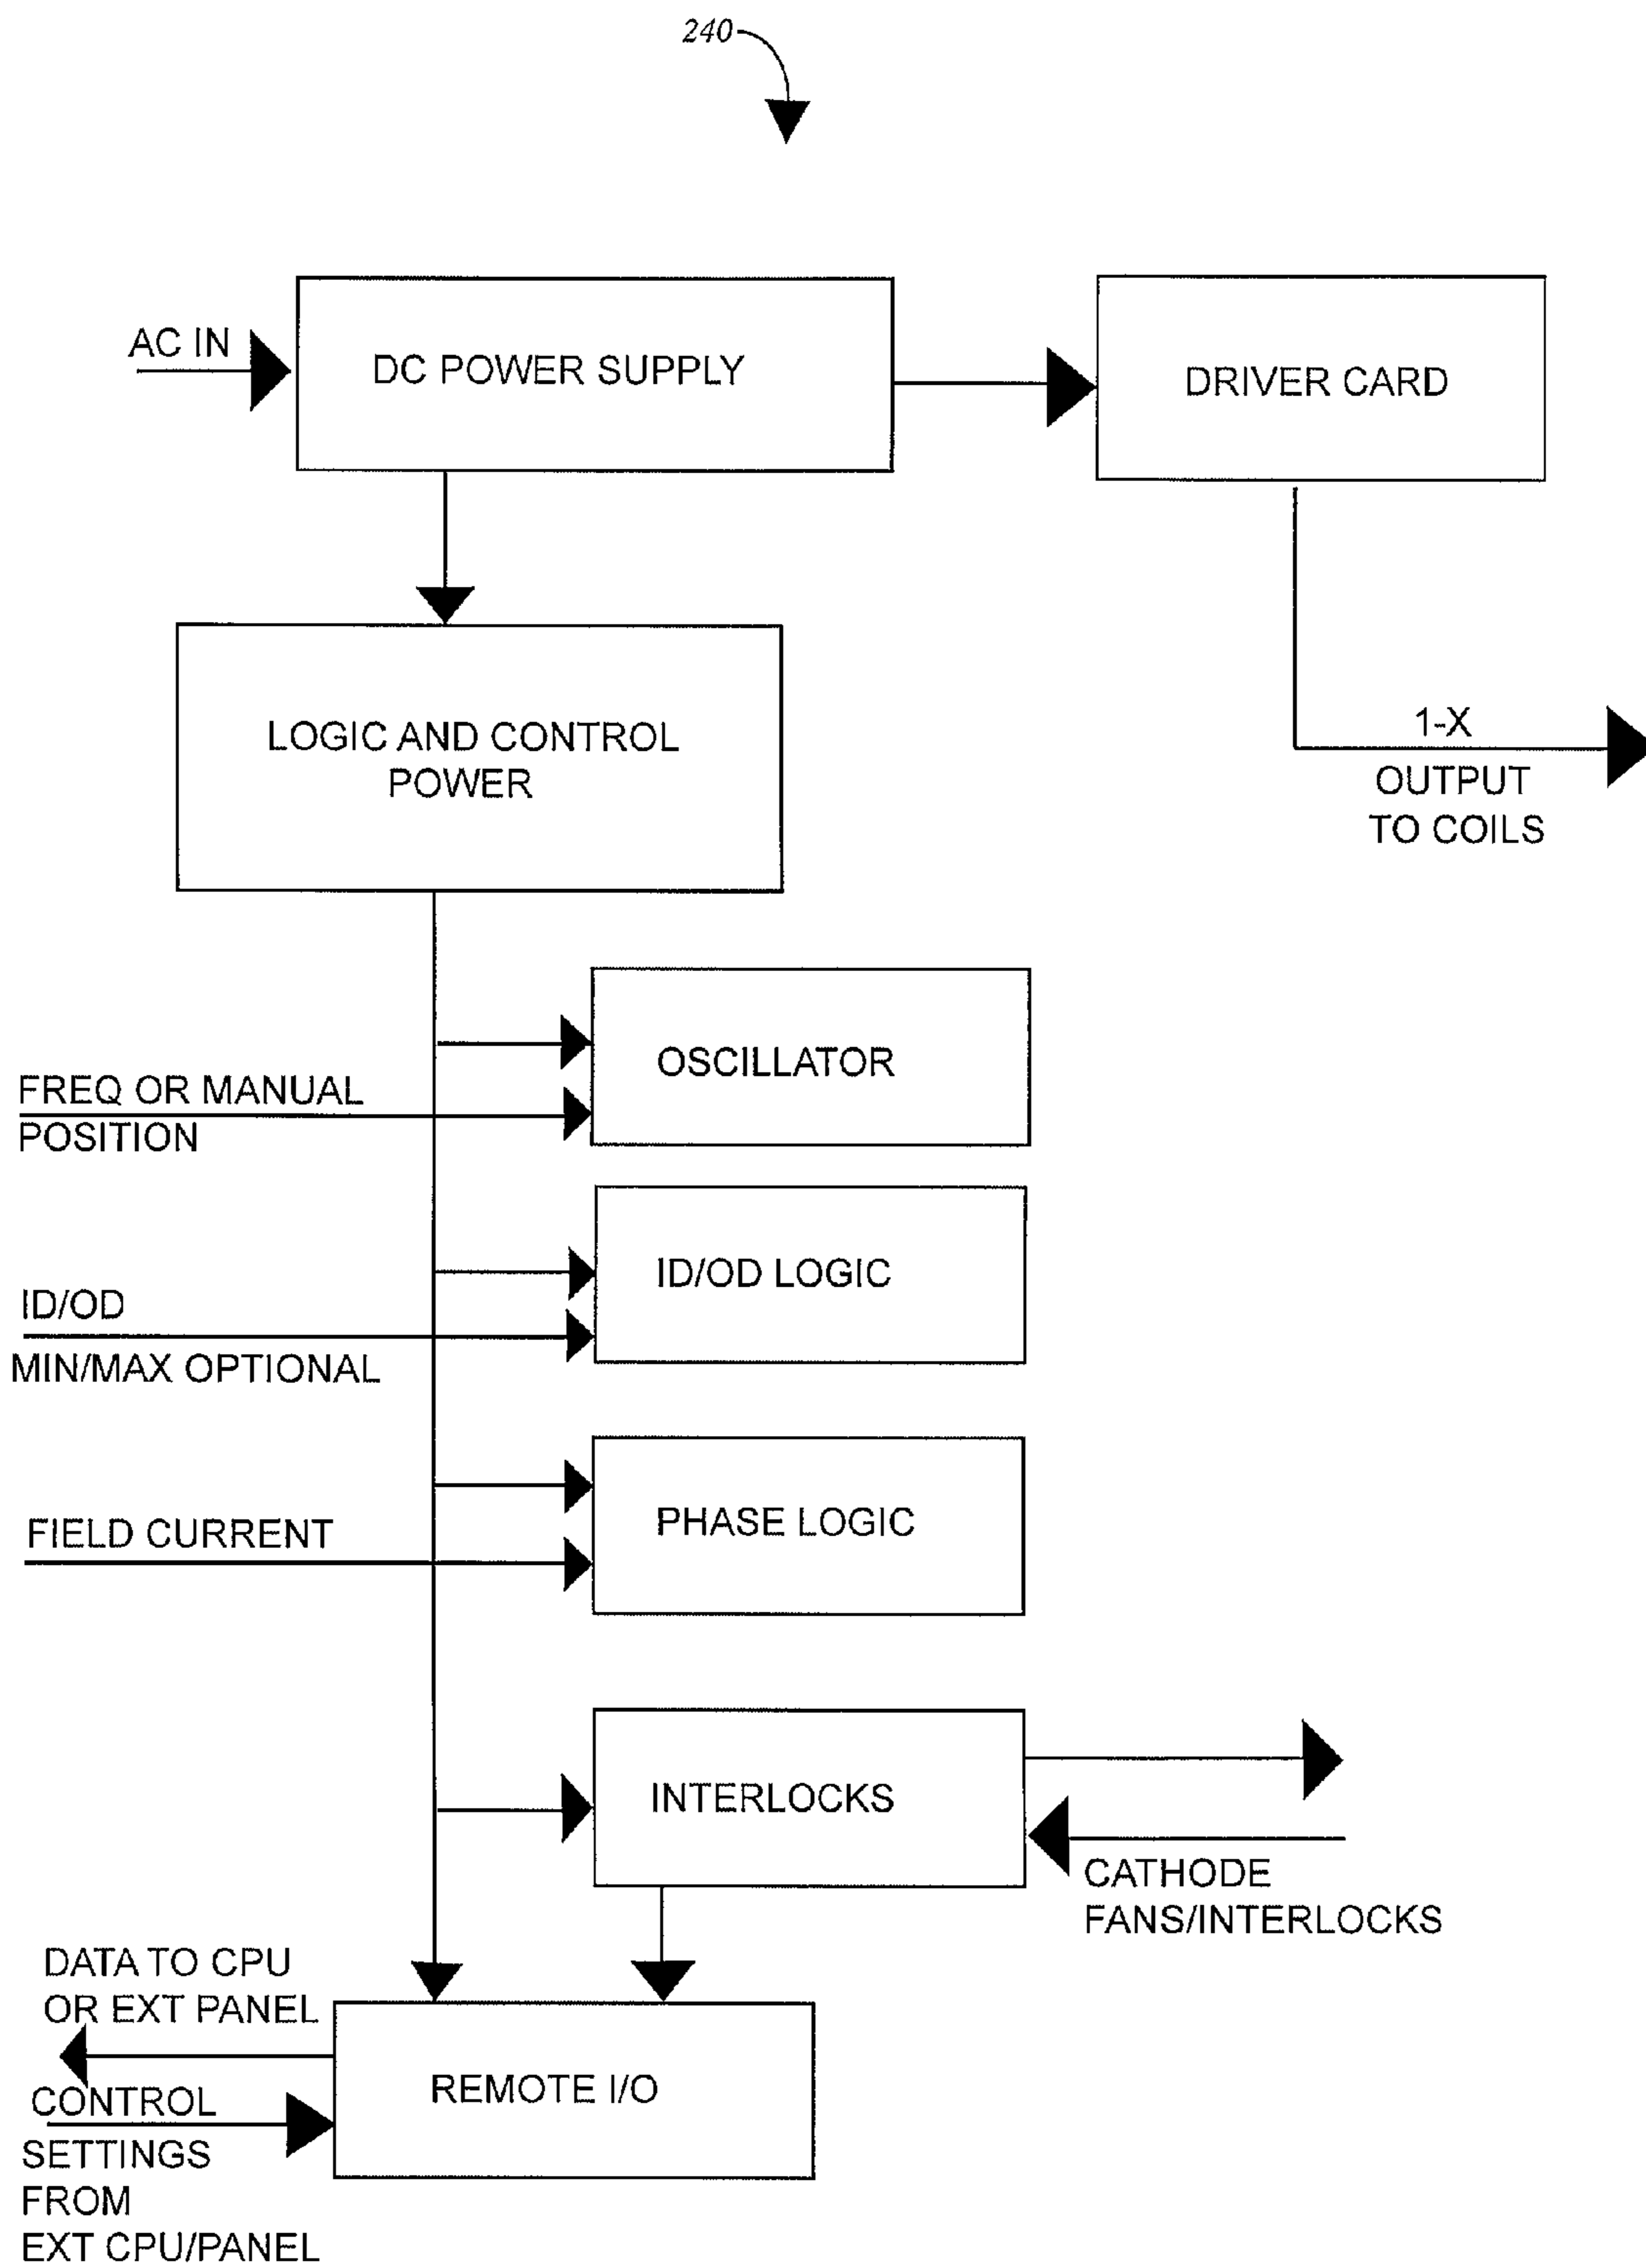 240
AC IN
DC POWER SUPPLY
DRIVER CARD
LOGIC AND CONTROL
POWER
1-X
OUTPUT
TO COILS
OSCILLATOR
FREQ OR MANUAL
POSITION
ID/OD LOGIC
ID/OD
MIN/MAX OPTIONAL
PHASE LOGIC
FIELD CURRENT
INTERLOCKS
CATHODE
FANS/INTERLOCKS
DATA TO CPU
OR EXT PANEL
REMOTE I/O
CONTROL
SETTINGS
FROM
EXT CPU/PANEL